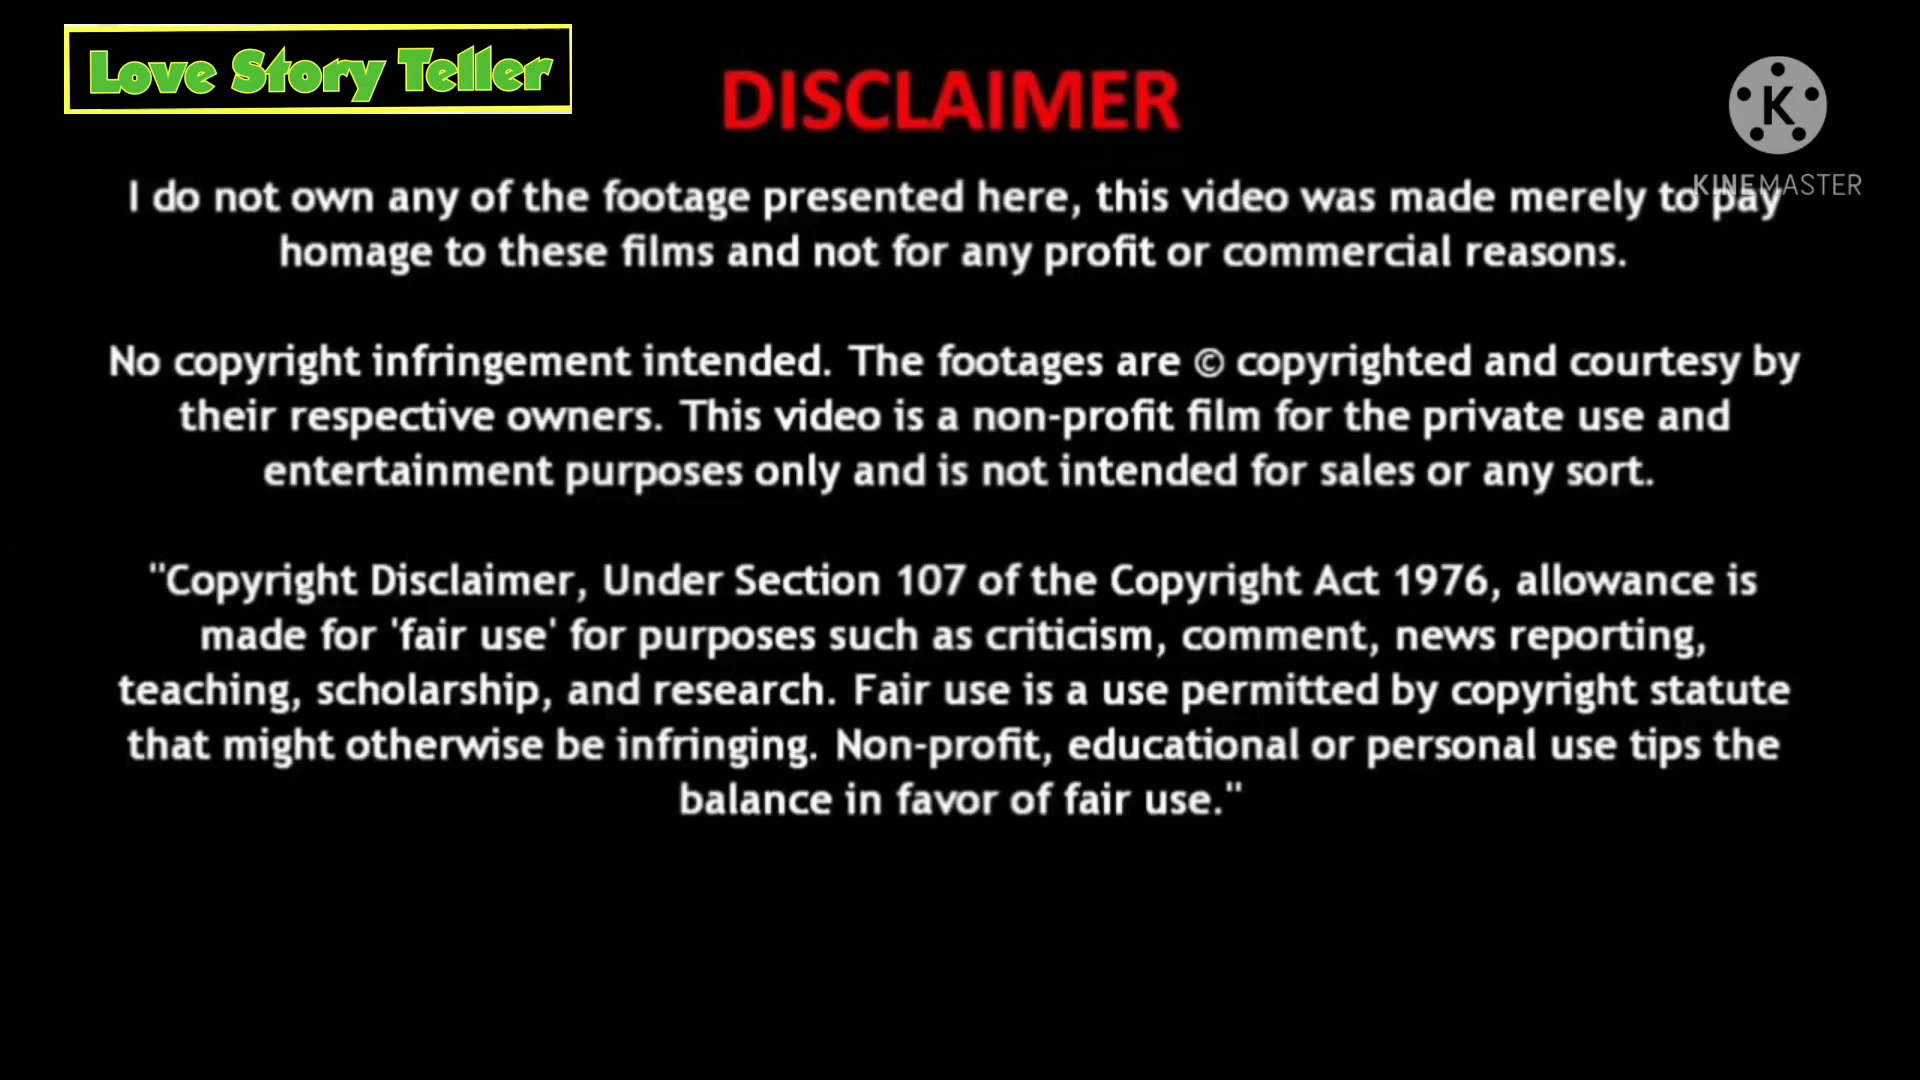 Love Story Teller
DISCLAIMER
K
KINEMASTER
I do not own any of the footage presented here, this video was made merely to pay
homage to these films and not for any profit or commercial reasons.
No copyright infringement intended. The footages are © copyrighted and courtesy by
their respective owners. This video is a non-profit film for the private use and
entertainment purposes only and is not intended for sales or any sort.
"Copyright Disclaimer, Under Section 107 of the Copyright Act 1976, allowance is
made for 'fair use' for purposes such as criticism, comment, news reporting,
teaching, scholarship, and research. Fair use is a use permitted by copyright statute
that might otherwise be infringing. Non-profit, educational or personal use tips the
balance in favor of fair use."